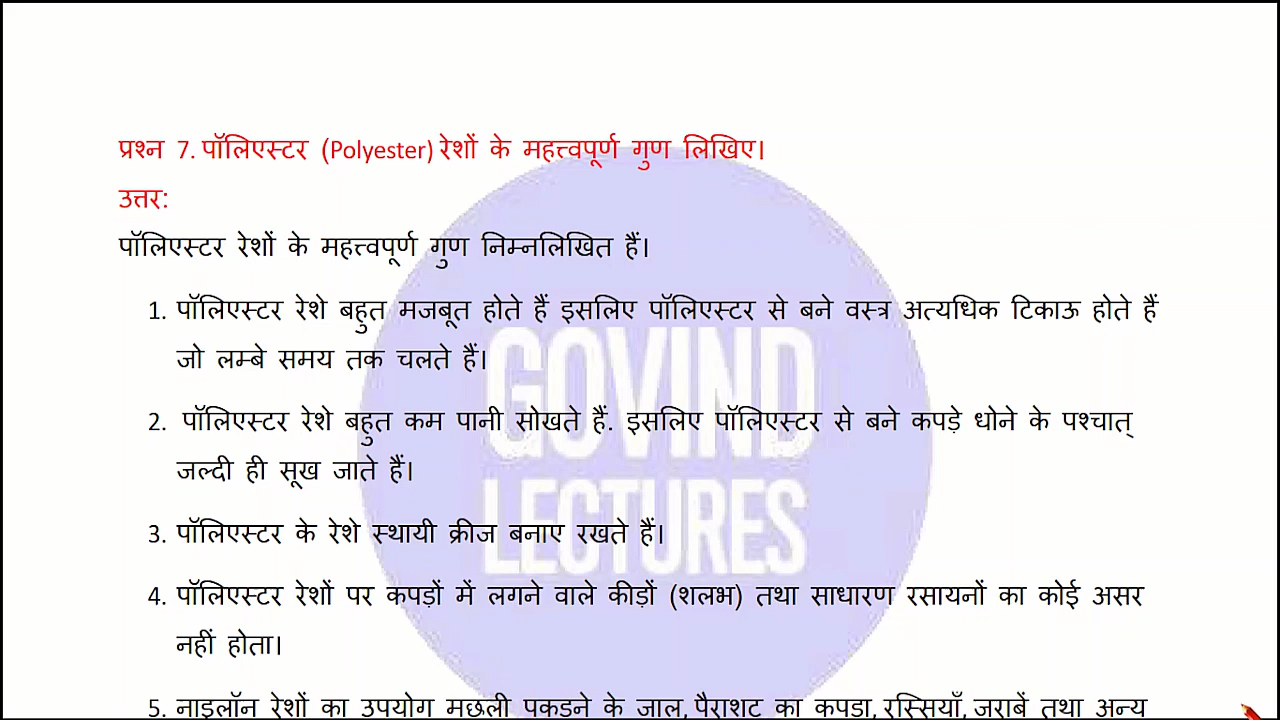 प्रश्न 7. पॉलिएस्टर (Polyester) रेशों के महत्त्वपूर्ण गुण लिखिए।
उत्तर:
पॉलिएस्टर रेशों के महत्त्वपूर्ण गुण निम्नलिखित हैं।
1. पॉलिएस्टर रेशे बहुत मजबूत होते हैं इसलिए पॉलिएस्टर से बने वस्त्र अत्यधिक टिकाऊ होते हैं
जो लम्बे समय तक चलते हैं।
GOVIND
2. पॉलिएस्टर रेशे बहुत कम पानी सोखते हैं. इसलिए पॉलिएस्टर से बने कपड़े धोने के पश्चात्
जल्दी ही सूख जाते हैं।
LECTURES
3. पॉलिएस्टर के रेशे स्थायी क्रीज बनाए रखते हैं।
4. पॉलिएस्टर रेशों पर कपड़ों में लगने वाले कीड़ों (शलभ) तथा साधारण रसायनों का कोई असर
नहीं होता।
5. नाइलॉन रेशों का उपयोग मछली पकड़ने के जाल, पैराशूट का कपड़ा, रस्सियाँ, जुराबें तथा अन्य